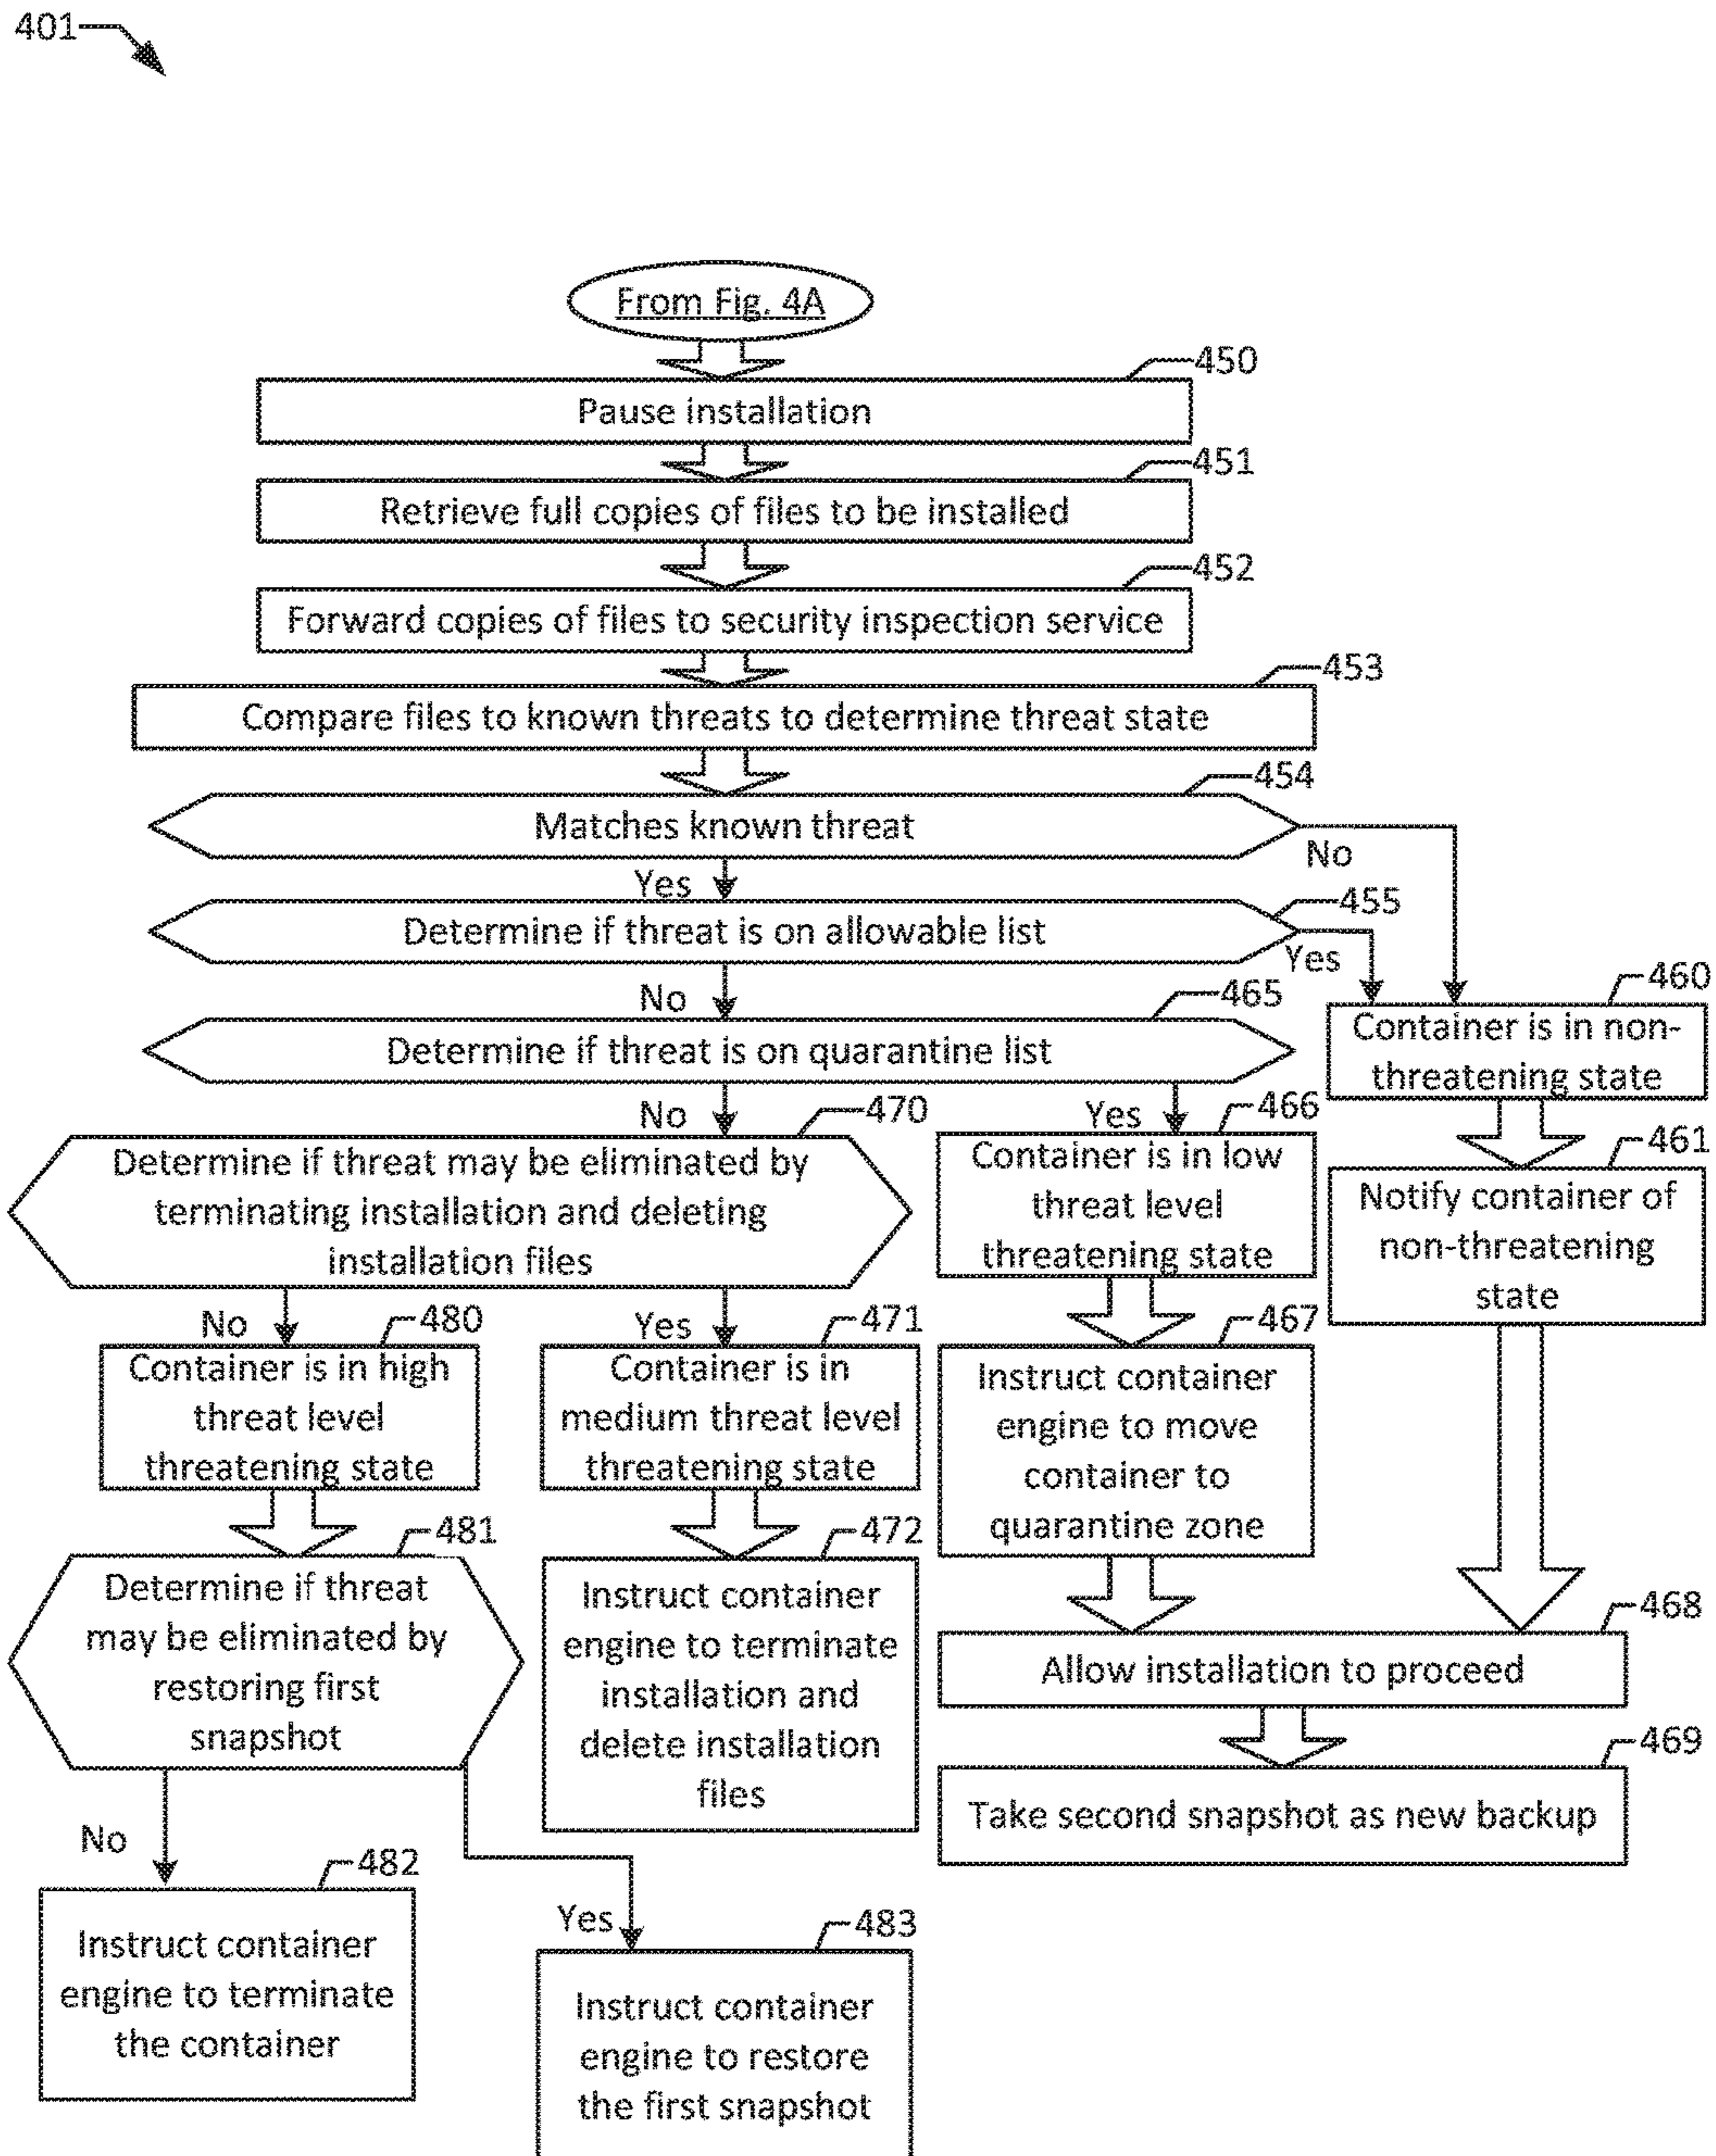 401
From Fig. 4A
450
Pause installation
451
Retrieve full copies of files to be installed
452
Forward copies of files to security inspection service
453
Compare files to known threats to determine threat state
454
Matches known threat
No
Yes
455
Determine if threat is on allowable list
Yes
No
465
Determine if threat is on quarantine list
460
Container is in non-
threatening state
No
470
Determine if threat may be eliminated by
terminating installation and deleting
installation files
Yes
466
Container is in low
threat level
threatening state
461
Notify container of
non-threatening
state
No
480
Container is in high
threat level
threatening state
Yes
471
Container is in
medium threat level
threatening state
467
Instruct container
engine to move
container to
quarantine zone
481
Determine if threat
may be eliminated by
restoring first
snapshot
472
Instruct container
engine to terminate
installation and
delete installation
files
468
Allow installation to proceed
469
Take second snapshot as new backup
No
482
Instruct container
engine to terminate
the container
Yes
483
Instruct container
engine to restore
the first snapshot